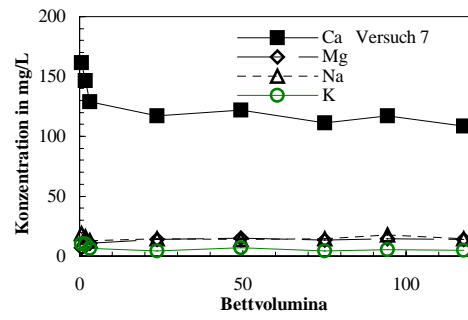 200
150
100
50
0
Konzentration in mg/L
Ca Versuch 7
Mg
Na
K
0 50 100
Bettvolumina